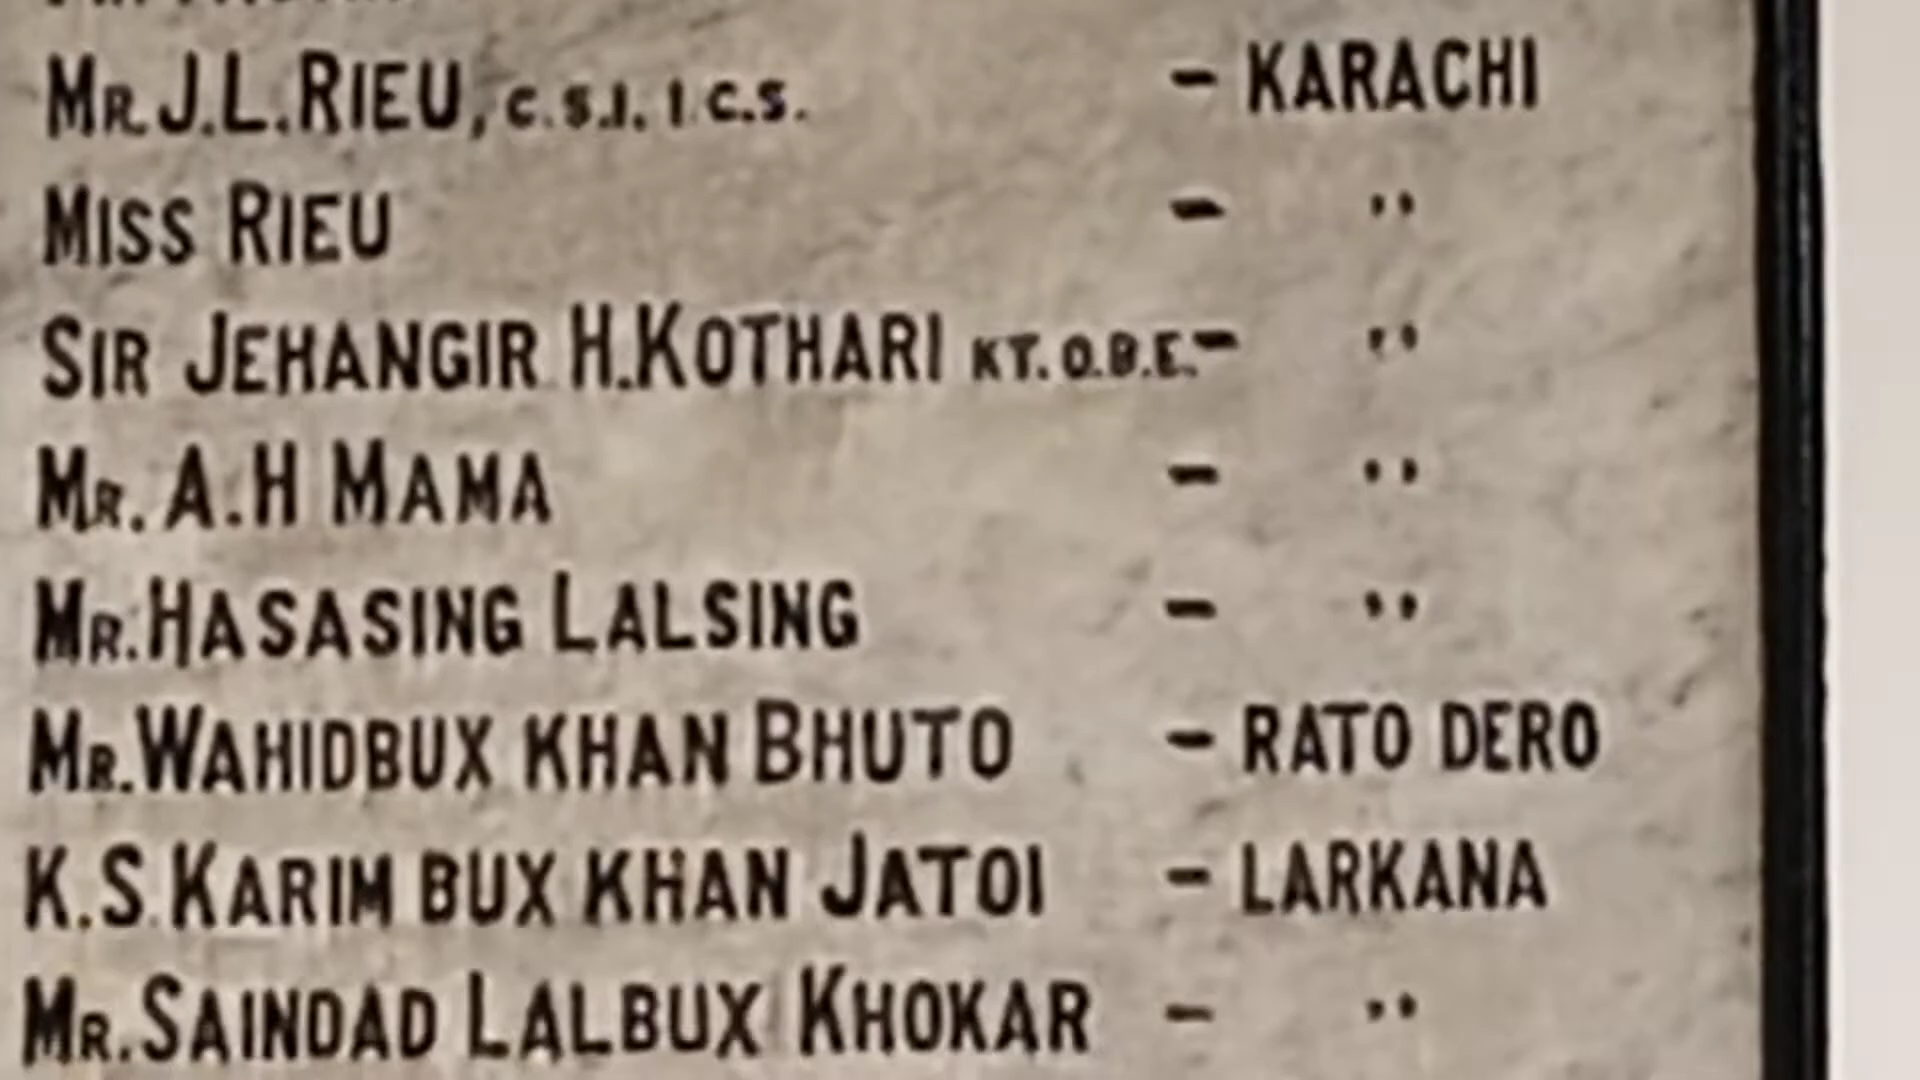 MR.J.L.RIEU, C.S.I. I.C.S. - KARACHI
MISS RIEU - ,,
SIR JEHANGIR H.KOTHARI KT.O.B.E.- ,,
MR. A.H MAMA - ,,
MR.HASASING LALSING - ,,
MR.WAHIDBUX KHAN BHUTO - RATO DERO
K.S.KARIM BUX KHAN JATOI - LARKANA
MR.SAINDAD LALBUX KHOKAR - ,,